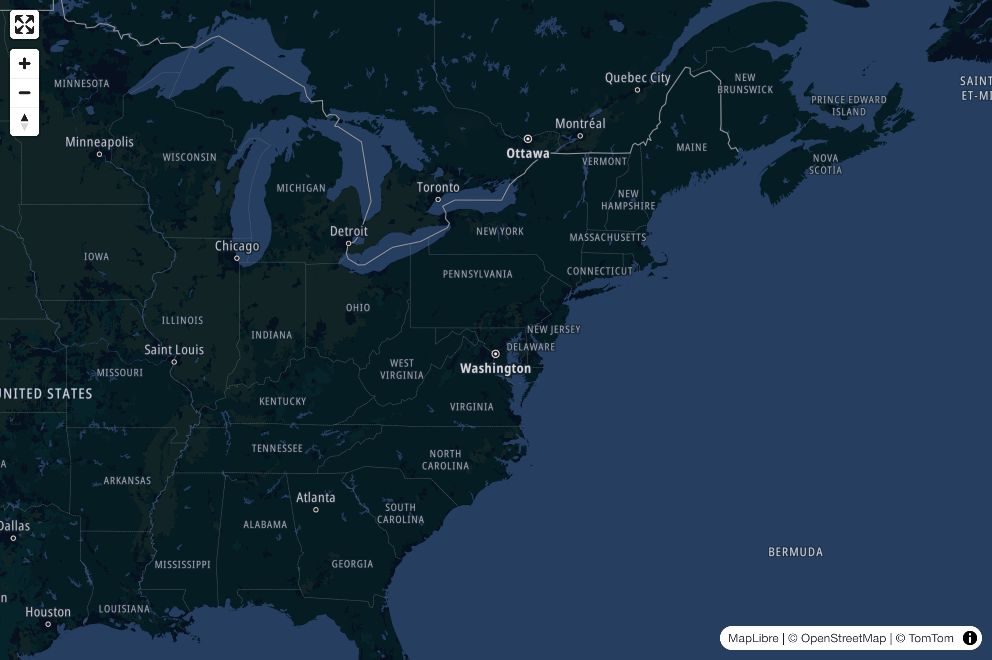 Quebec City
MINNESOTA
NEW
BRUNSWICK
SAINT
ET-MI
PRINCE EDWARD
ISLAND
Montréal
Minneapolis
Ottawa
MAINE
WISCONSIN
VERMONT
NOVA
SCOTIA
MICHIGAN
Toronto
NEW
HAMPSHIRE
Detroit
NEW YORK
MASSACHUSETTS
Chicago
IOWA
PENNSYLVANIA
CONNECTICUT
OHIO
ILLINOIS
INDIANA
NEW JERSEY
Saint Louis
DELAWARE
MISSOURI
WEST
VIRGINIA
Washington
UNITED STATES
KENTUCKY
VIRGINIA
TENNESSEE
NORTH
CAROLINA
A
ARKANSAS
Atlanta
SOUTH
CAROLINA
Dallas
ALABAMA
BERMUDA
MISSISSIPPI
GEORGIA
n
Houston
LOUISIANA
MapLibre | © OpenStreetMap | © TomTom